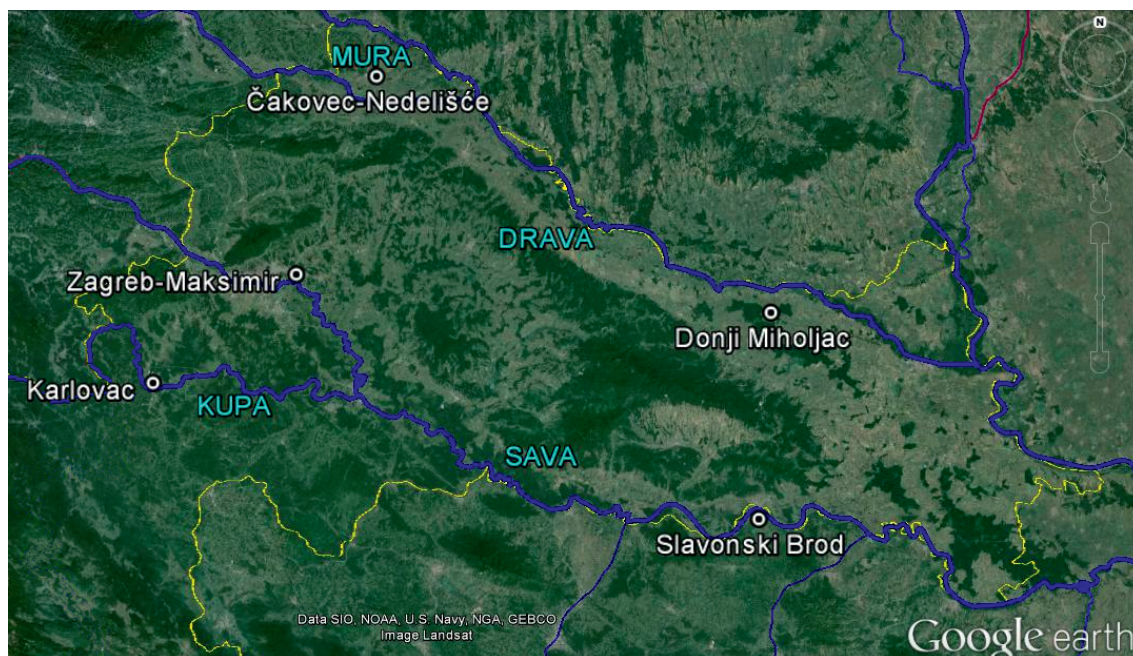 N
MURA
Čakovec-Nedelišće
DRAVA
Zagreb-Maksimir
Donji Miholjac
Karlovac
KUPA
SAVA
Slavonski Brod
Data SIO, NOAA, U.S. Navy, NGA, GEBCO
Image Landsat
Google earth